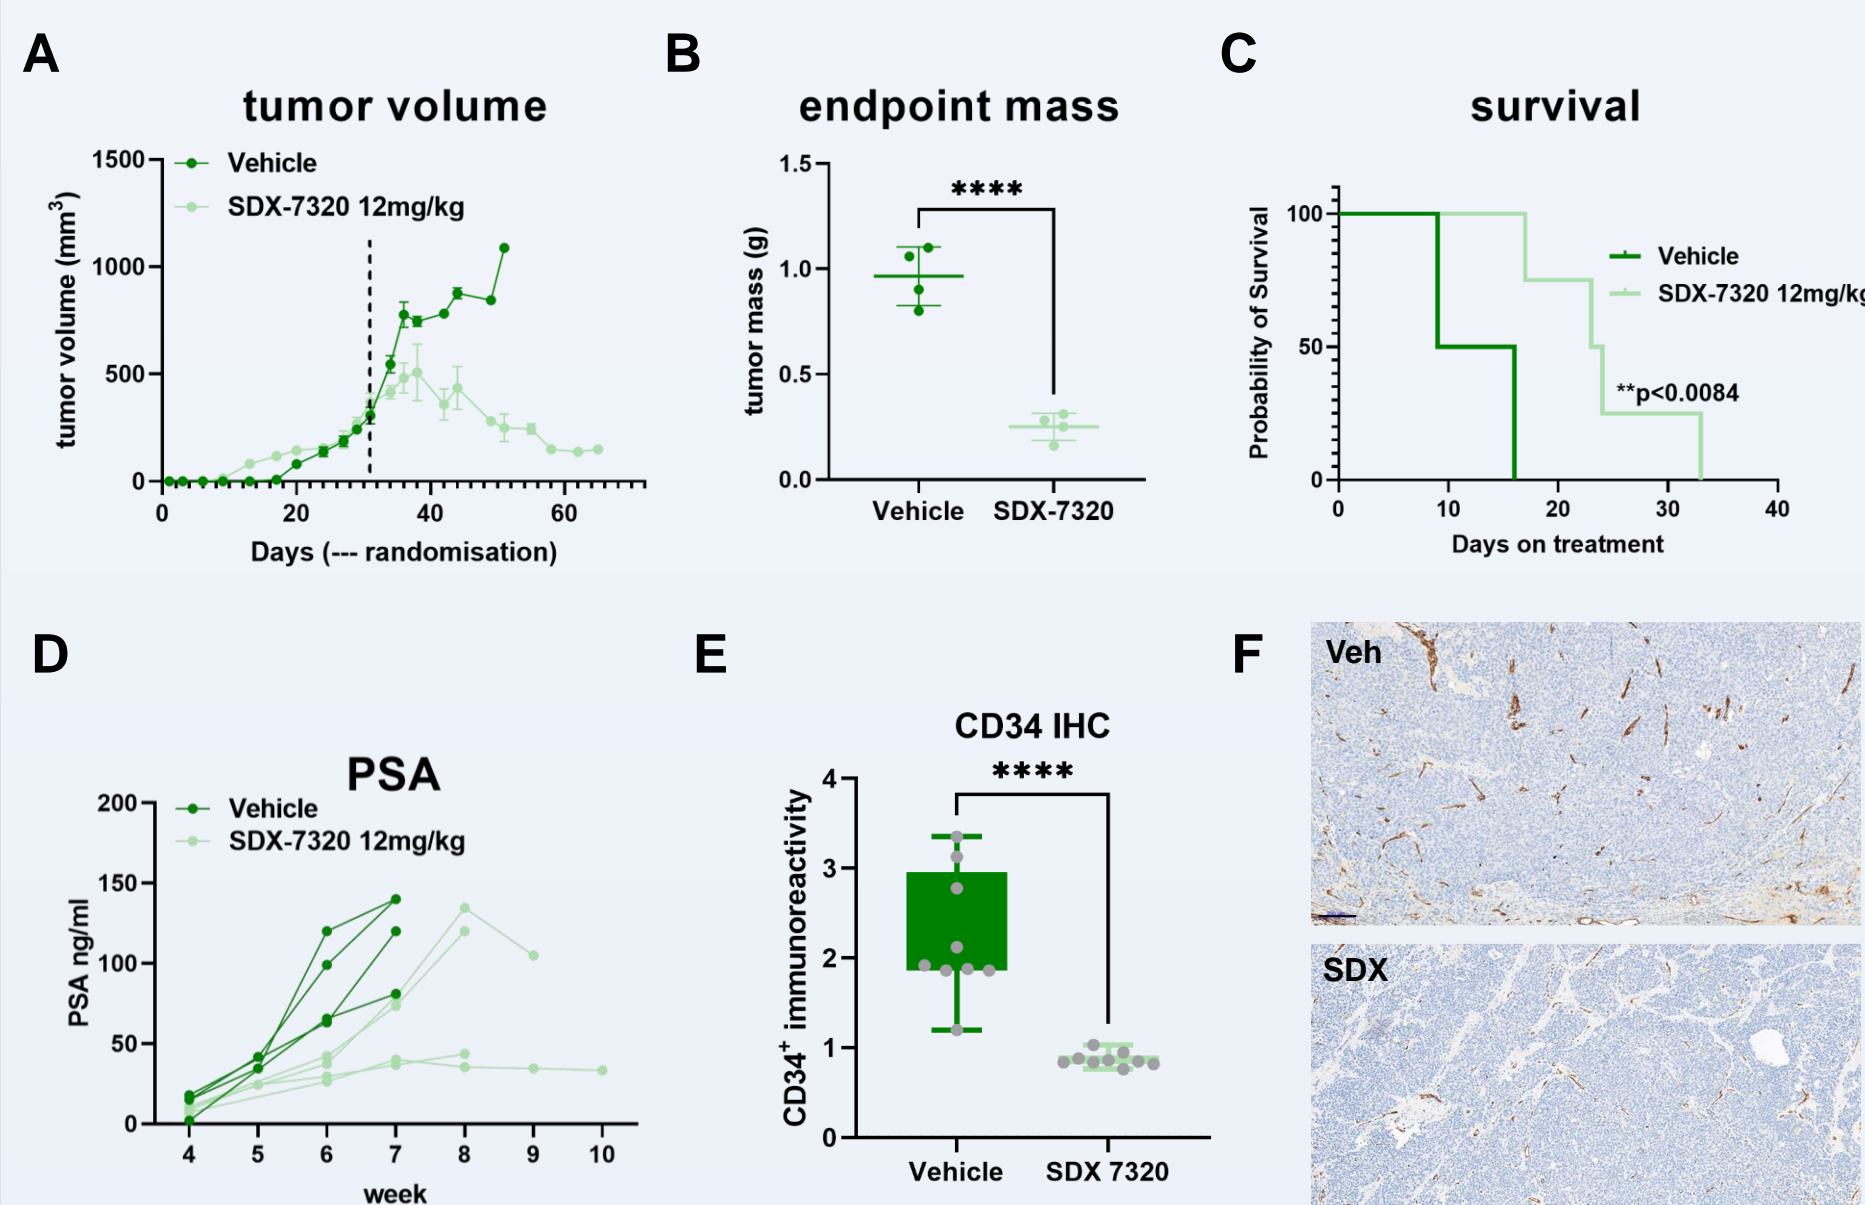 A
B
C
tumor volume
endpoint mass
survival
1500
1000
500
0
tumor volume (mm3)
Vehicle
SDX-7320 12mg/kg
0 20 40 60
Days (--- randomisation)
1.5
1.0
0.5
0.0
tumor mass (g)
****
Vehicle SDX-7320
100
50
0
Probability of Survival
Vehicle
SDX-7320 12mg/kg
**p<0.0084
0 10 20 30 40
Days on treatment
D
E
F
PSA
200
150
100
50
0
PSA ng/ml
Vehicle
SDX-7320 12mg/kg
4 5 6 7 8 9 10
week
CD34 IHC
****
4
3
2
1
0
CD34+ immunoreactivity
Vehicle SDX 7320
Veh
SDX